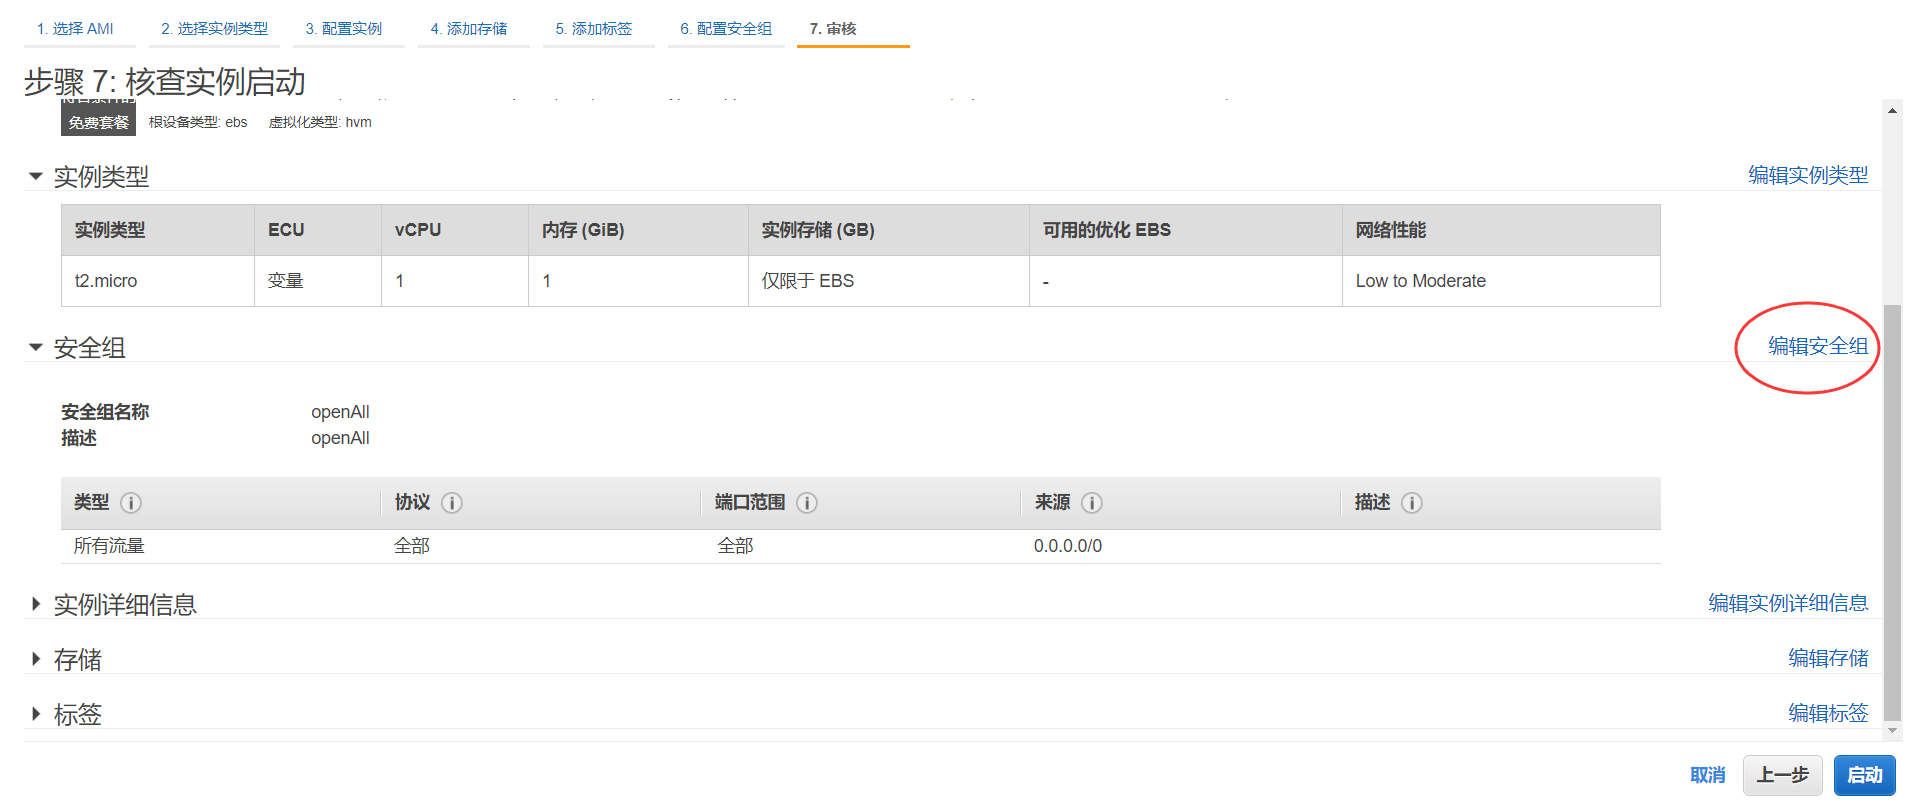 1. 选择 AMI 2. 选择实例类型 3. 配置实例 4. 添加存储 5. 添加标签 6. 配置安全组 7. 审核
步骤 7: 核查实例启动
免费套餐 根设备类型: ebs 虚拟化类型: hvm
实例类型 编辑实例类型
实例类型 ECU vCPU 内存 (GiB) 实例存储 (GB) 可用的优化 EBS 网络性能
t2.micro 变量 1 1 仅限于 EBS - Low to Moderate
安全组 编辑安全组
安全组名称 openAll
描述 openAll
类型 协议 端口范围 来源 描述
所有流量 全部 全部 0.0.0.0/0
实例详细信息 编辑实例详细信息
存储 编辑存储
标签 编辑标签
取消 上一步 启动